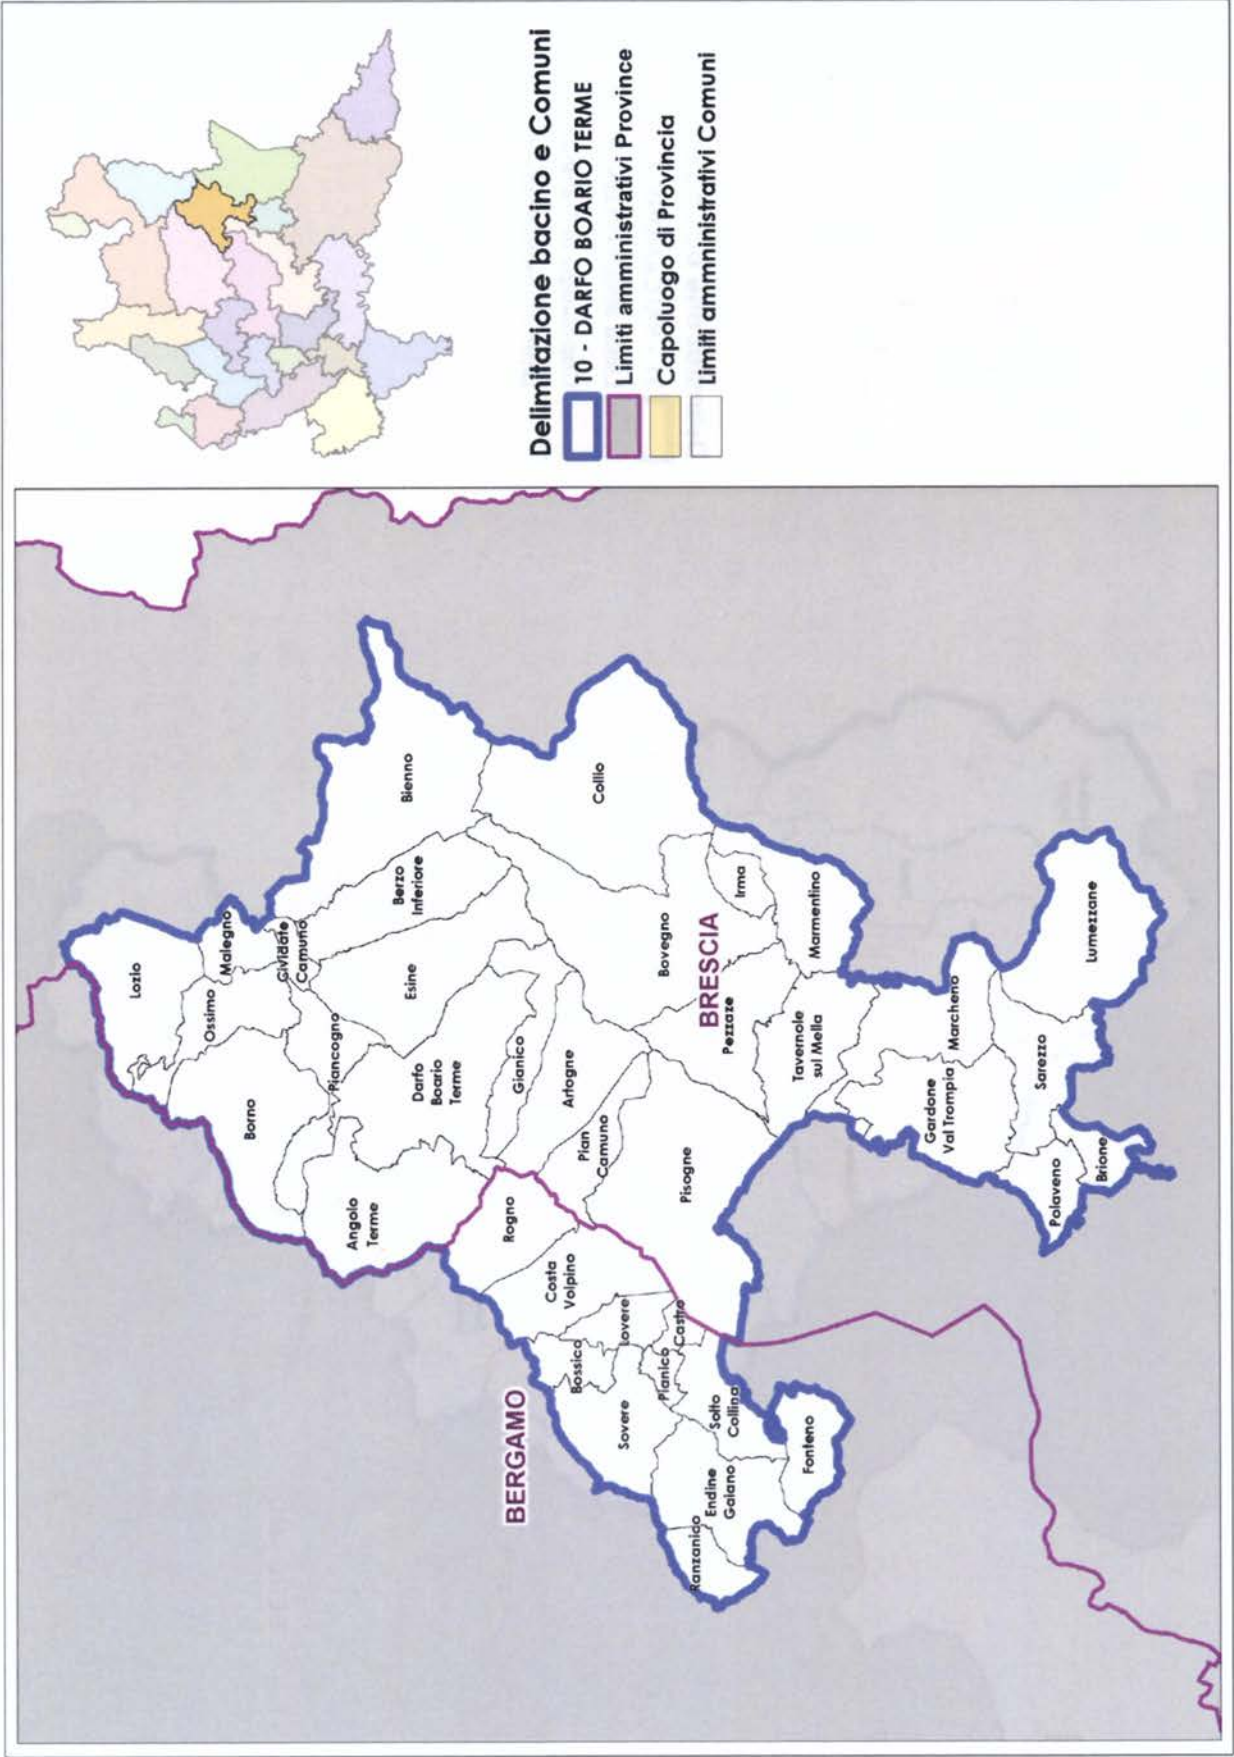 Delimitazione bacino e Comuni
10 - DARFO BOARIO TERME
Limiti amministrativi Province
Capoluogo di Provincia
Limiti amministrativi Comuni
Lozio
Malegno
Ossimo
Cividate
Camuno
Borno
Piancogno
Bienno
Berzo
Inferiore
Esine
Angolo
Terme
Darfo
Boario
Terme
Gianico
Artogne
Pian
Camuno
Rogno
Costa
Volpino
Collio
Bovegno
BRESCIA
Pezzaze
Irma
Marmentino
Tavernole
sul Mella
Pisogne
BERGAMO
Bossico
Lovere
Castro
Pianico
Sovere
Solto
Collina
Endine
Gaiano
Ranzanico
Fonteno
Marcheno
Gardone
Val Trompia
Lumezzane
Sarezzo
Polaveno
Brione